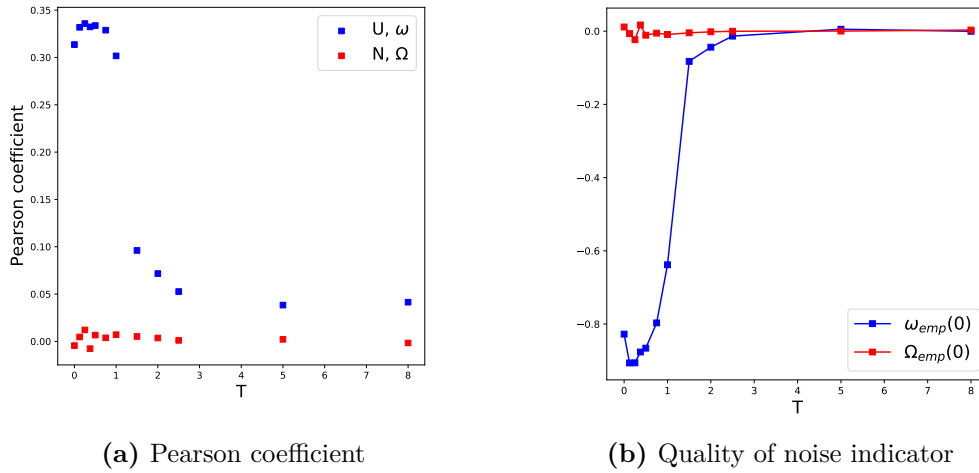 0.35
0.30
0.25
0.20
0.15
0.10
0.05
0.00
Pearson coefficient
0 1 2 3 4 5 6 7 8
T
U, ω
N, Ω
(a) Pearson coefficient
0.0
−0.2
−0.4
−0.6
−0.8
0 1 2 3 4 5 6 7 8
T
ω_emp(0)
Ω_emp(0)
(b) Quality of noise indicator